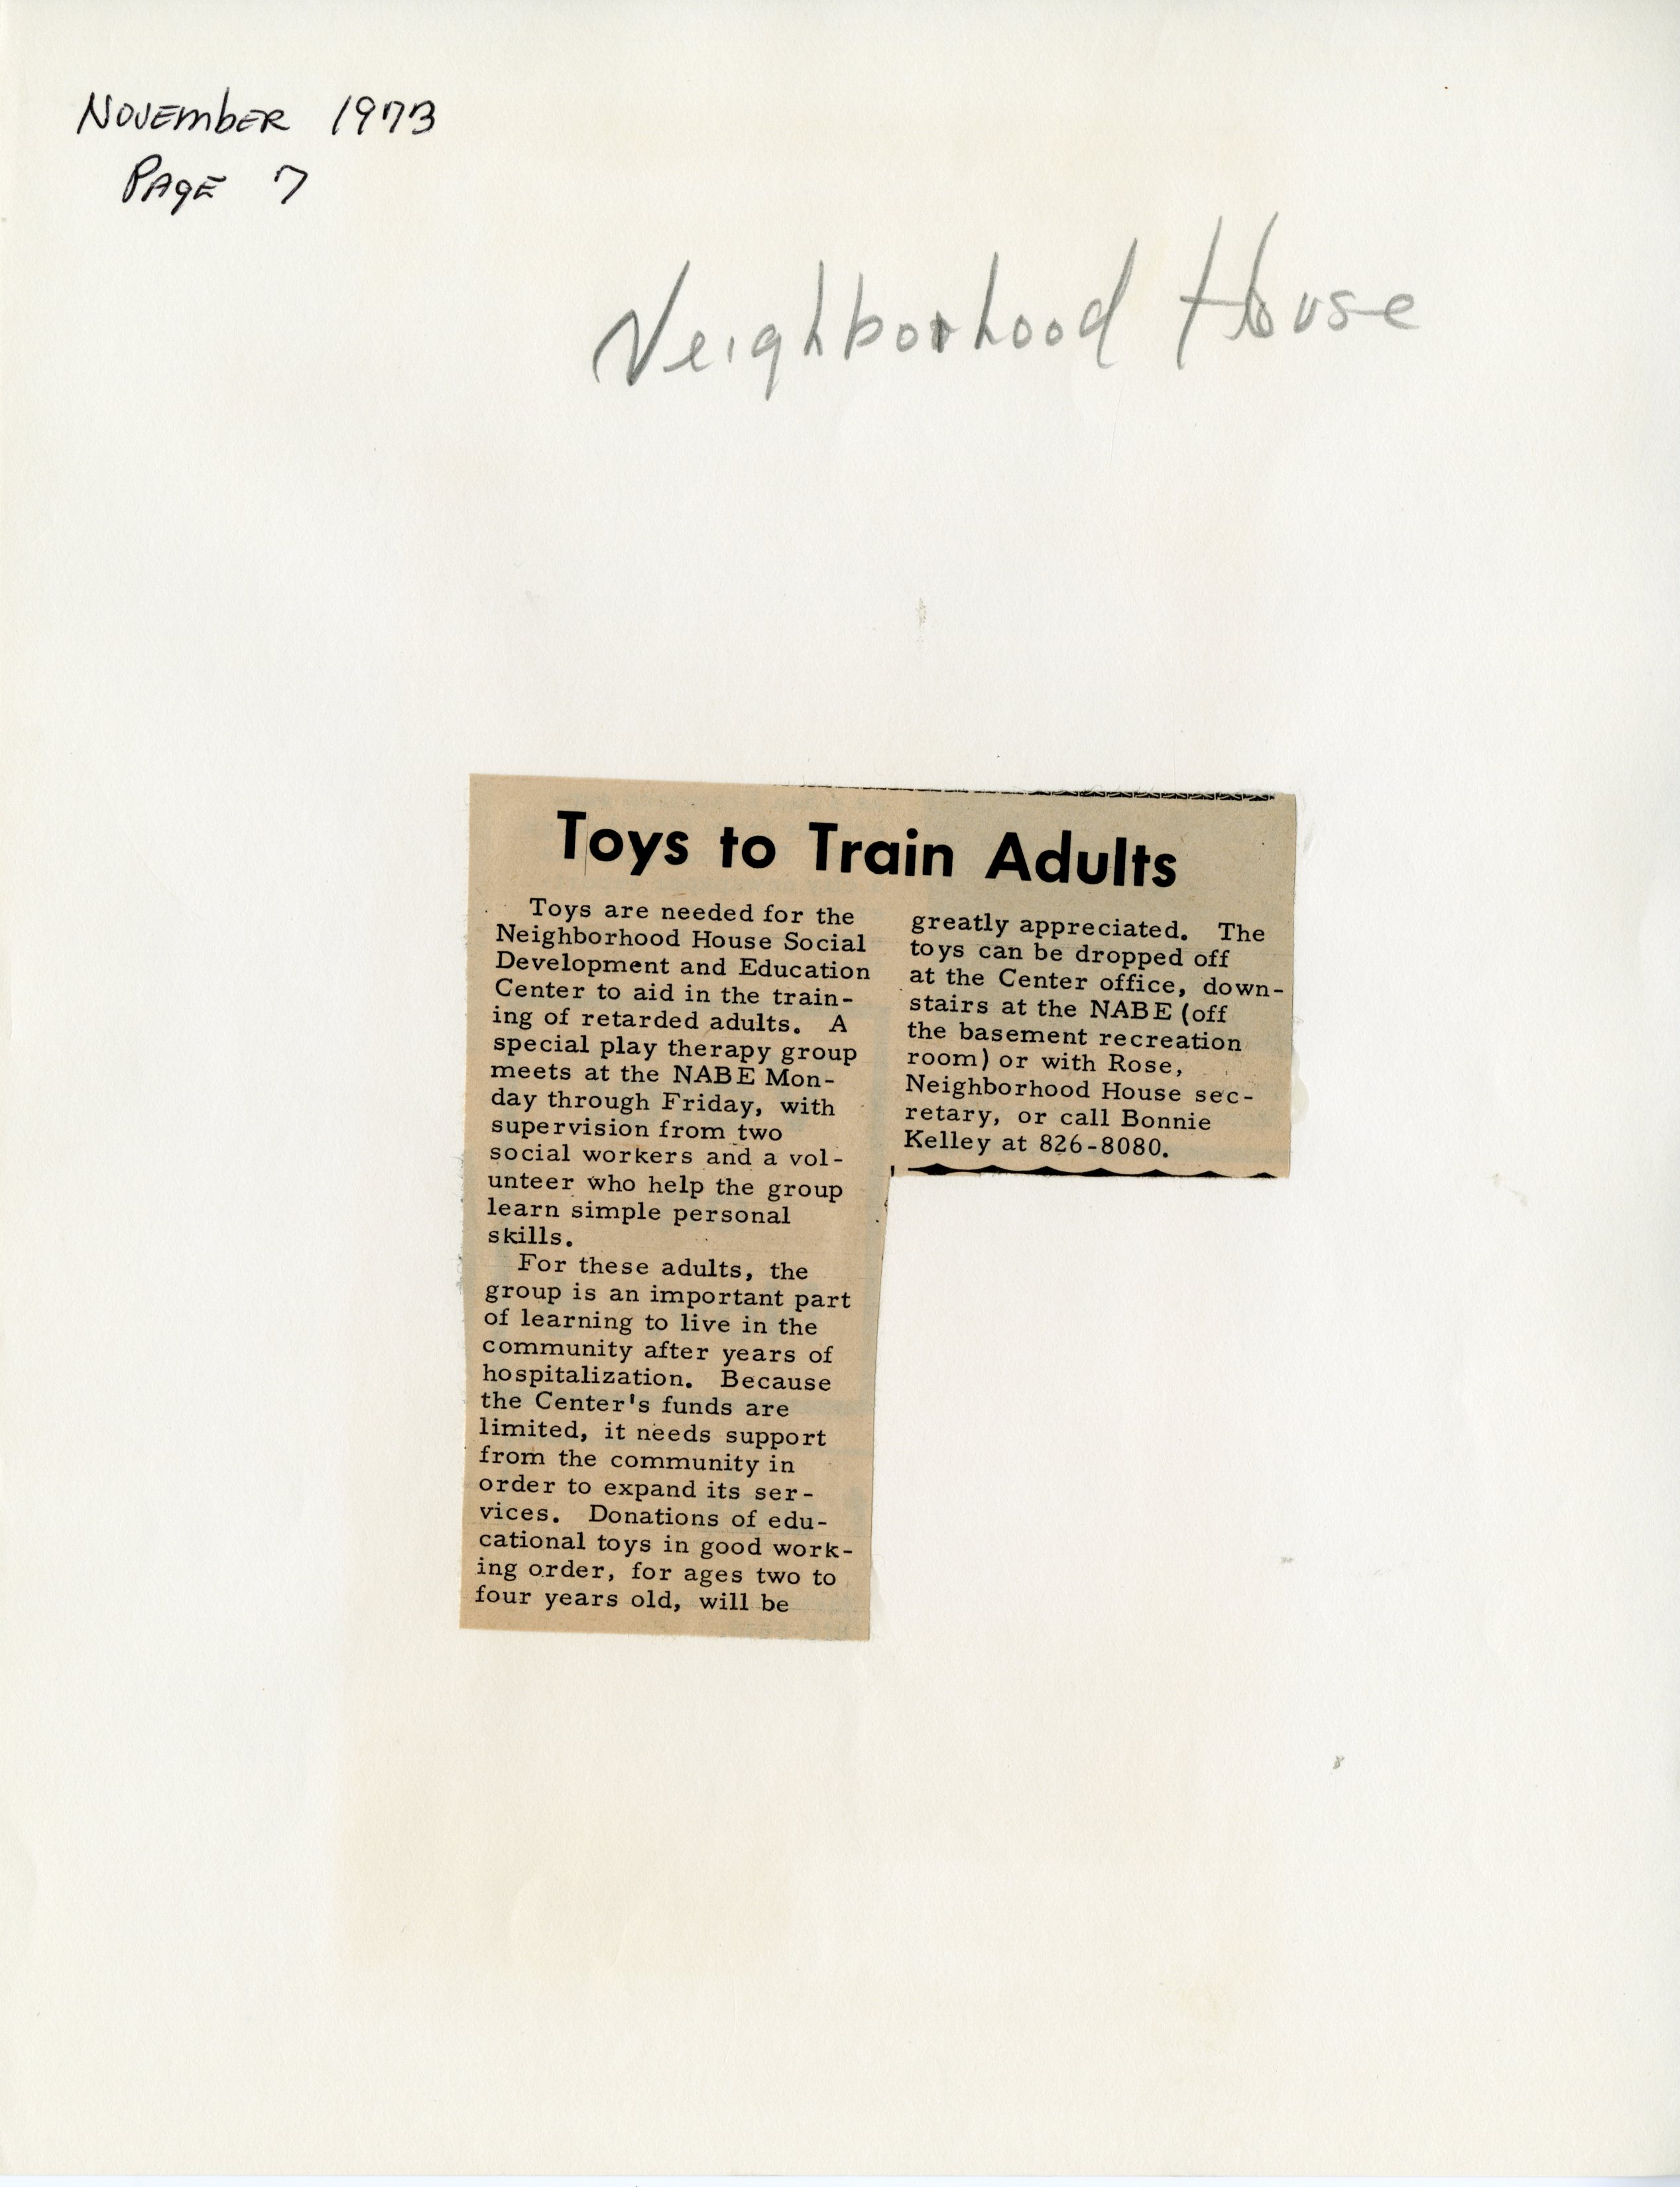 November 1973
Page 7
Neighborhood House
Toys to Train Adults
Toys are needed for the
Neighborhood House Social
Development and Education
Center to aid in the train-
ing of retarded adults. A
special play therapy group
meets at the NABE Mon-
day through Friday, with
supervision from two
social workers and a vol-
unteer who help the group
learn simple personal
skills.
For these adults, the
group is an important part
of learning to live in the
community after years of
hospitalization. Because
the Center's funds are
limited, it needs support
from the community in
order to expand its ser-
vices. Donations of edu-
cational toys in good work-
ing order, for ages two to
four years old, will be
greatly appreciated. The
toys can be dropped off
at the Center office, down-
stairs at the NABE (off
the basement recreation
room) or with Rose,
Neighborhood House sec-
retary, or call Bonnie
Kelley at 826-8080.